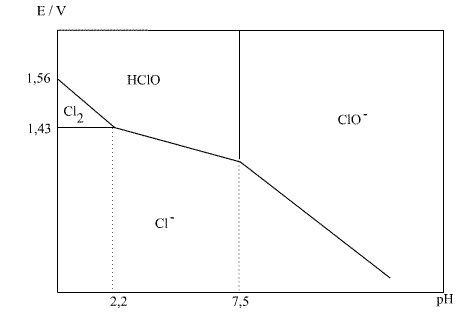 E / V
1,56
HClO
Cl₂
ClO⁻
1,43
Cl⁻
2,2
7,5
pH